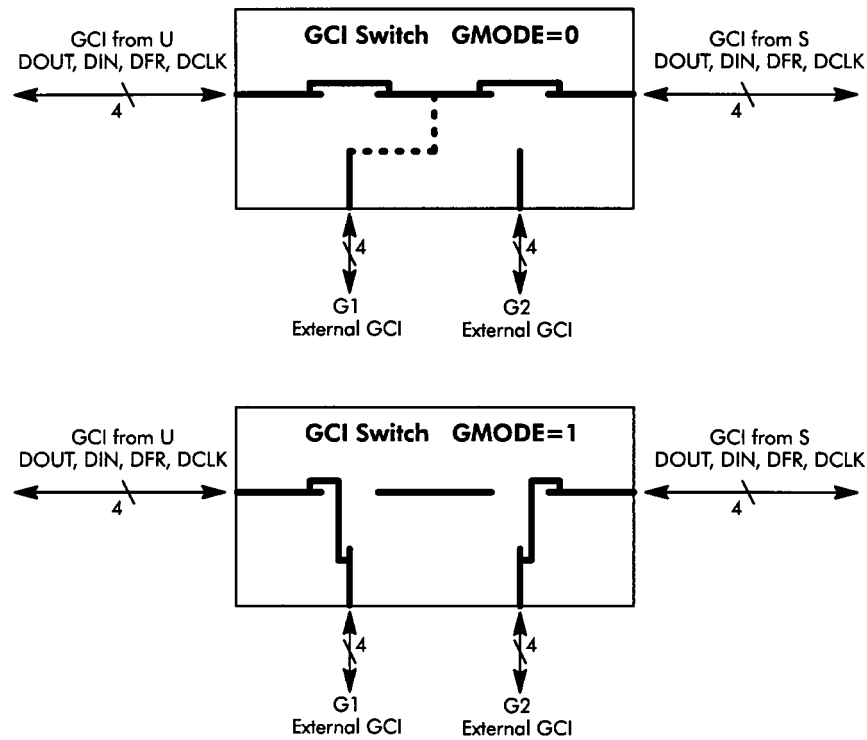 GCI Switch GMODE=0
GCI from U
DOUT, DIN, DFR, DCLK
4
GCI from S
DOUT, DIN, DFR, DCLK
4
4
4
G1
External GCI
G2
External GCI
GCI Switch GMODE=1
GCI from U
DOUT, DIN, DFR, DCLK
4
GCI from S
DOUT, DIN, DFR, DCLK
4
4
4
G1
External GCI
G2
External GCI